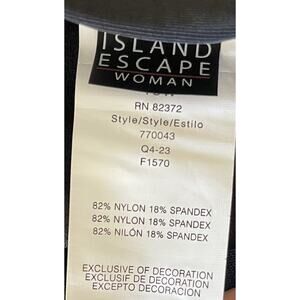 ISLAND
ESCAPE
WOMAN
RN 82372
Style/Style/Estilo
770043
Q4-23
F1570
82% NYLON 18% SPANDEX
82% NYLON 18% SPANDEX
82% NILÓN 18% SPANDEX
EXCLUSIVE OF DECORATION
EXCLUSIF DE DECORATION
EXCEPTO DECORACION